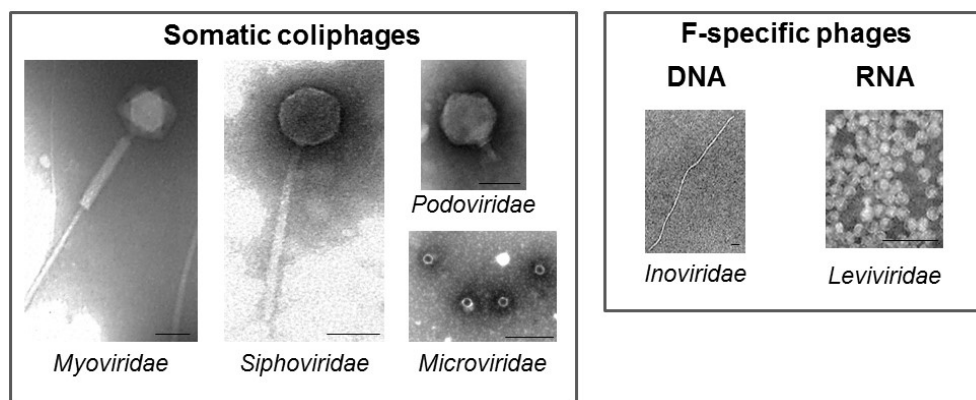 Somatic coliphages
Myoviridae
Siphoviridae
Podoviridae
Microviridae
F-specific phages
DNA
RNA
Inoviridae
Leviviridae